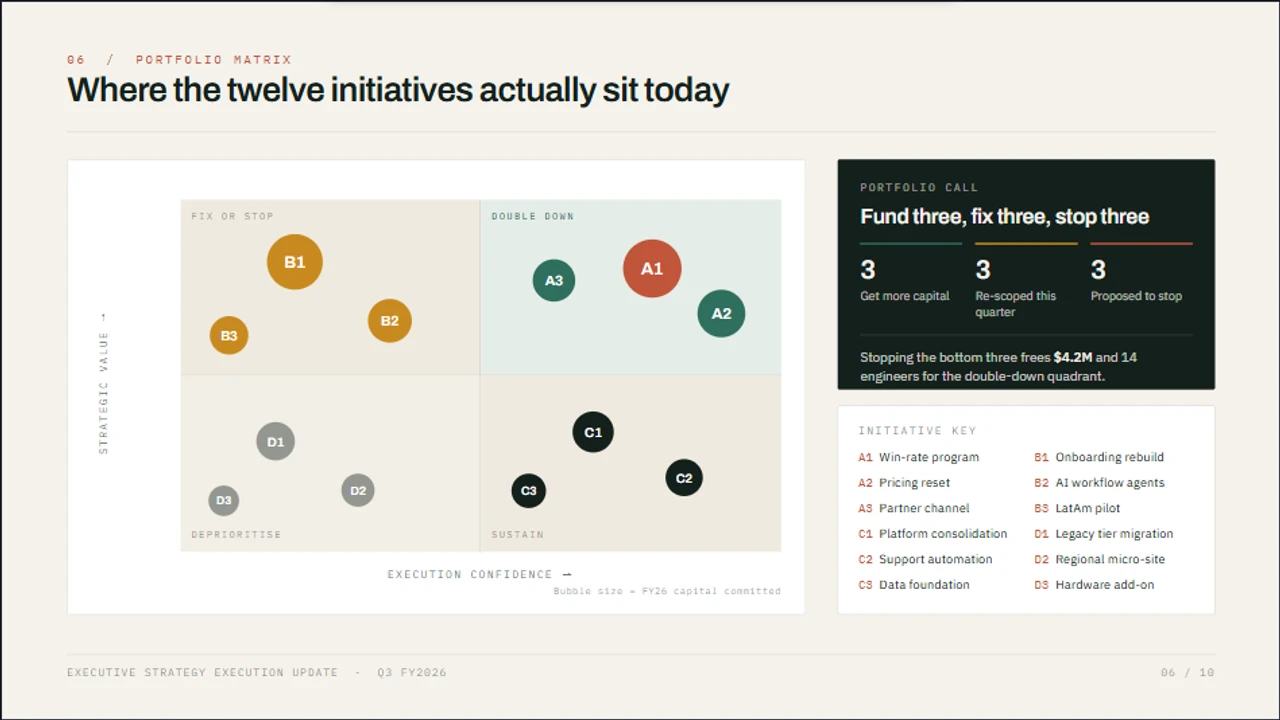 06 / PORTFOLIO MATRIX
Where the twelve initiatives actually sit today
STRATEGIC VALUE →
FIX OR STOP
DOUBLE DOWN
B1
A1
A3
A2
B2
B3
C1
D1
C2
D2
C3
D3
DEPRIORITISE
SUSTAIN
EXECUTION CONFIDENCE →
Bubble size = FY26 capital committed
PORTFOLIO CALL
Fund three, fix three, stop three
3
Get more capital
3
Re-scoped this
quarter
3
Proposed to stop
Stopping the bottom three frees $4.2M and 14
engineers for the double-down quadrant.
INITIATIVE KEY
A1 Win-rate program
B1 Onboarding rebuild
A2 Pricing reset
B2 AI workflow agents
A3 Partner channel
B3 LatAm pilot
C1 Platform consolidation
D1 Legacy tier migration
C2 Support automation
D2 Regional micro-site
C3 Data foundation
D3 Hardware add-on
EXECUTIVE STRATEGY EXECUTION UPDATE · Q3 FY2026
06 / 10